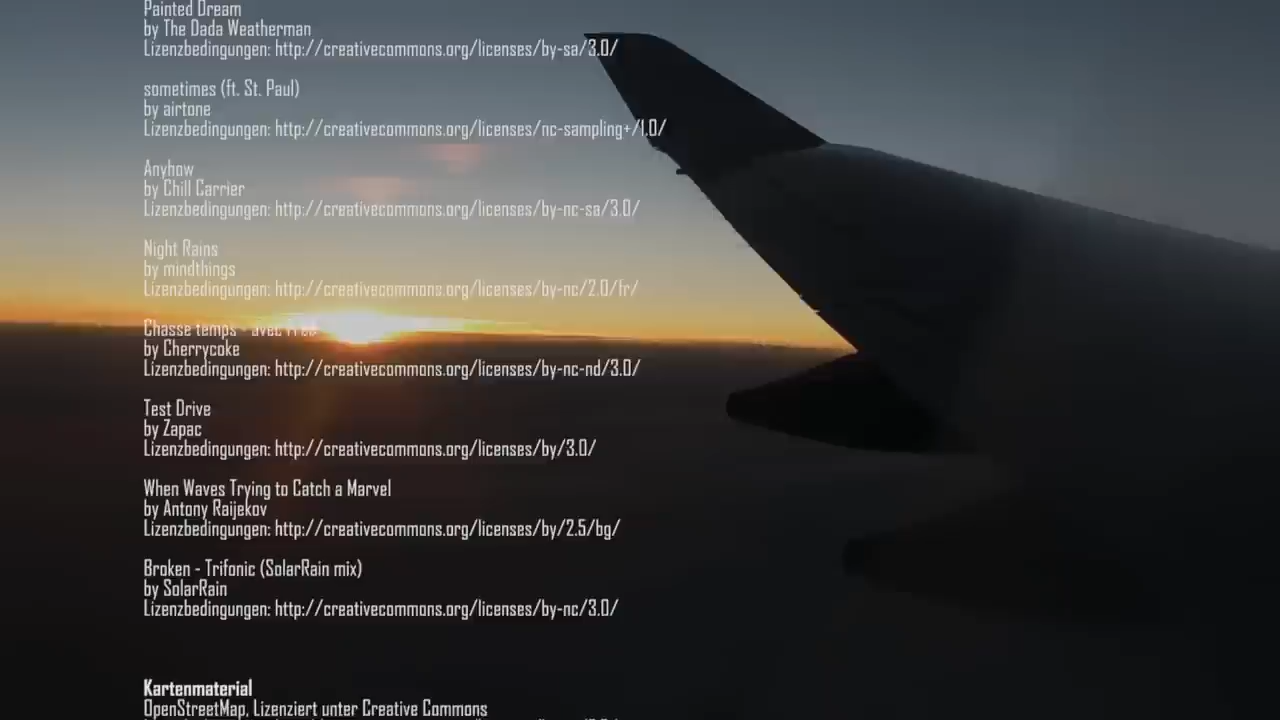 Painted Dream
by The Dada Weatherman
Lizenzbedingungen: http://creativecommons.org/licenses/by-sa/3.0/
sometimes (ft. St. Paul)
by airtone
Lizenzbedingungen: http://creativecommons.org/licenses/nc-sampling+/1.0/
Anyhow
by Chill Carrier
Lizenzbedingungen: http://creativecommons.org/licenses/by-nc-sa/3.0/
Night Rains
by mindthings
Lizenzbedingungen: http://creativecommons.org/licenses/by-nc/2.0/fr/
Chasse temps - avec
by Cherrycoke
Lizenzbedingungen: http://creativecommons.org/licenses/by-nc-nd/3.0/
Test Drive
by Zapac
Lizenzbedingungen: http://creativecommons.org/licenses/by/3.0/
When Waves Trying to Catch a Marvel
by Antony Raijekov
Lizenzbedingungen: http://creativecommons.org/licenses/by/2.5/bg/
Broken - Trifonic (SolarRain mix)
by SolarRain
Lizenzbedingungen: http://creativecommons.org/licenses/by-nc/3.0/
Kartenmaterial
OpenStreetMap, Lizenziert unter Creative Commons